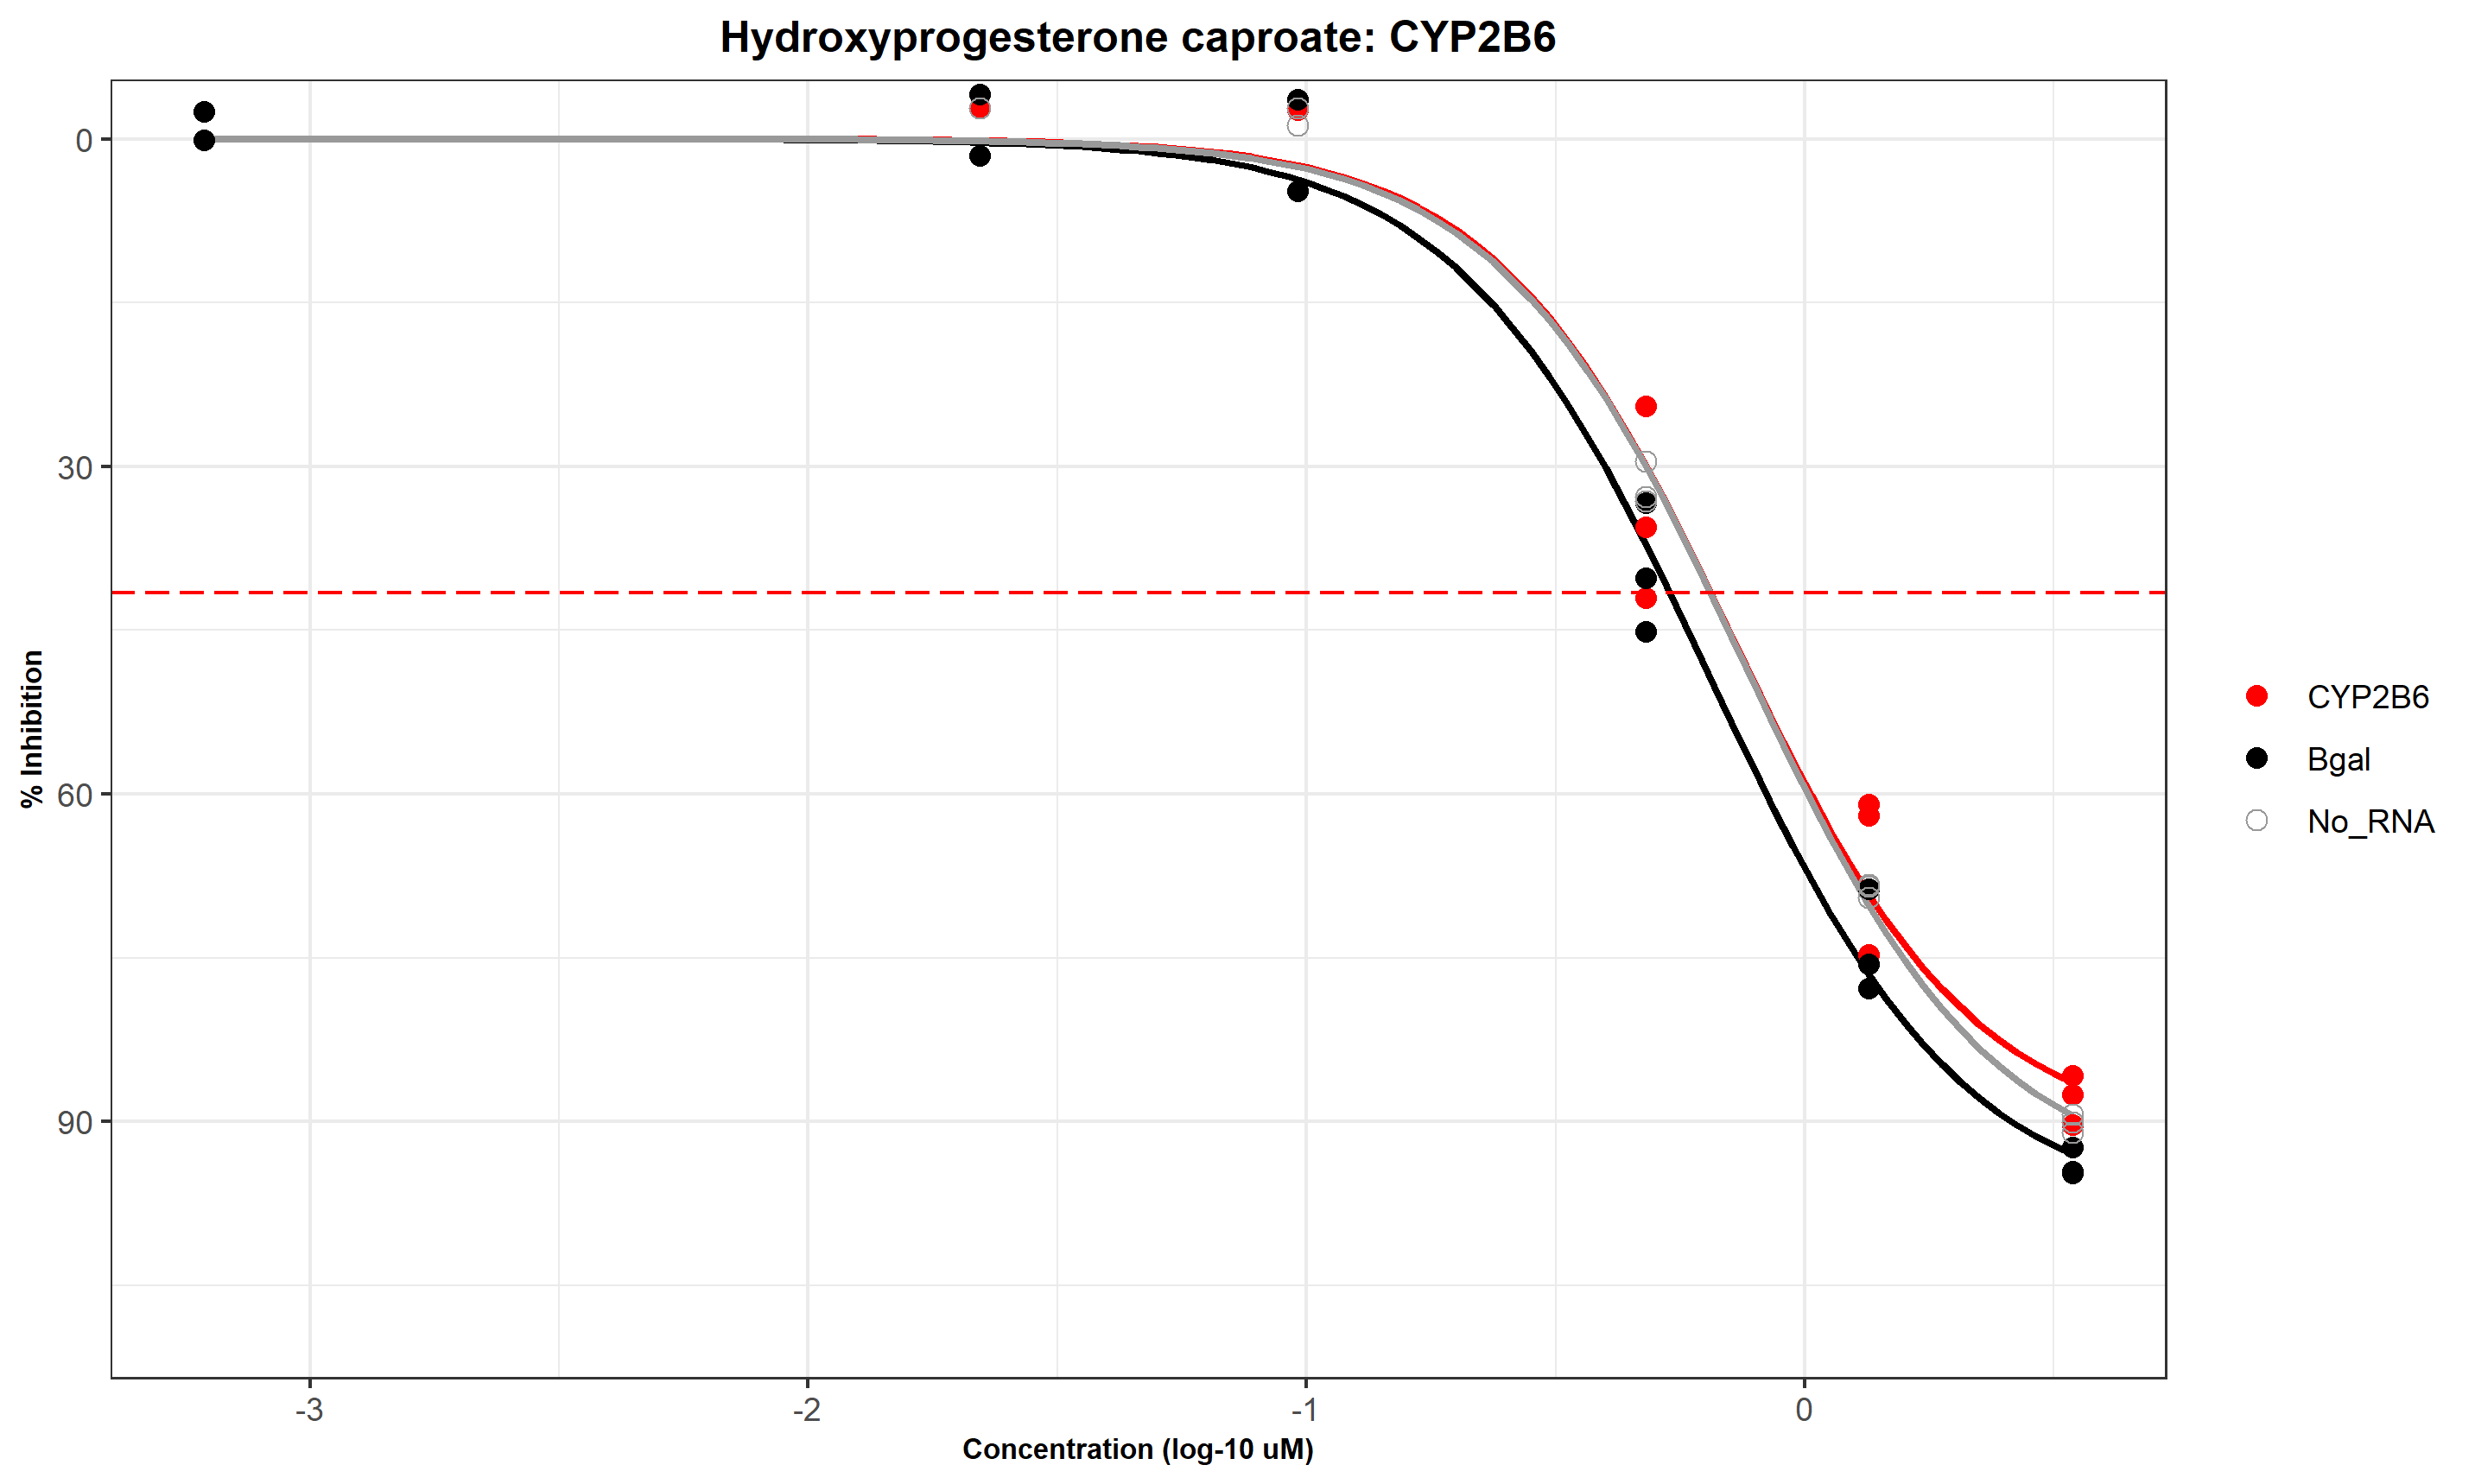 Hydroxyprogesterone caproate: CYP2B6
% Inhibition
0
30
60
90
-3
-2
-1
0
Concentration (log-10 uM)
CYP2B6
Bgal
No_RNA